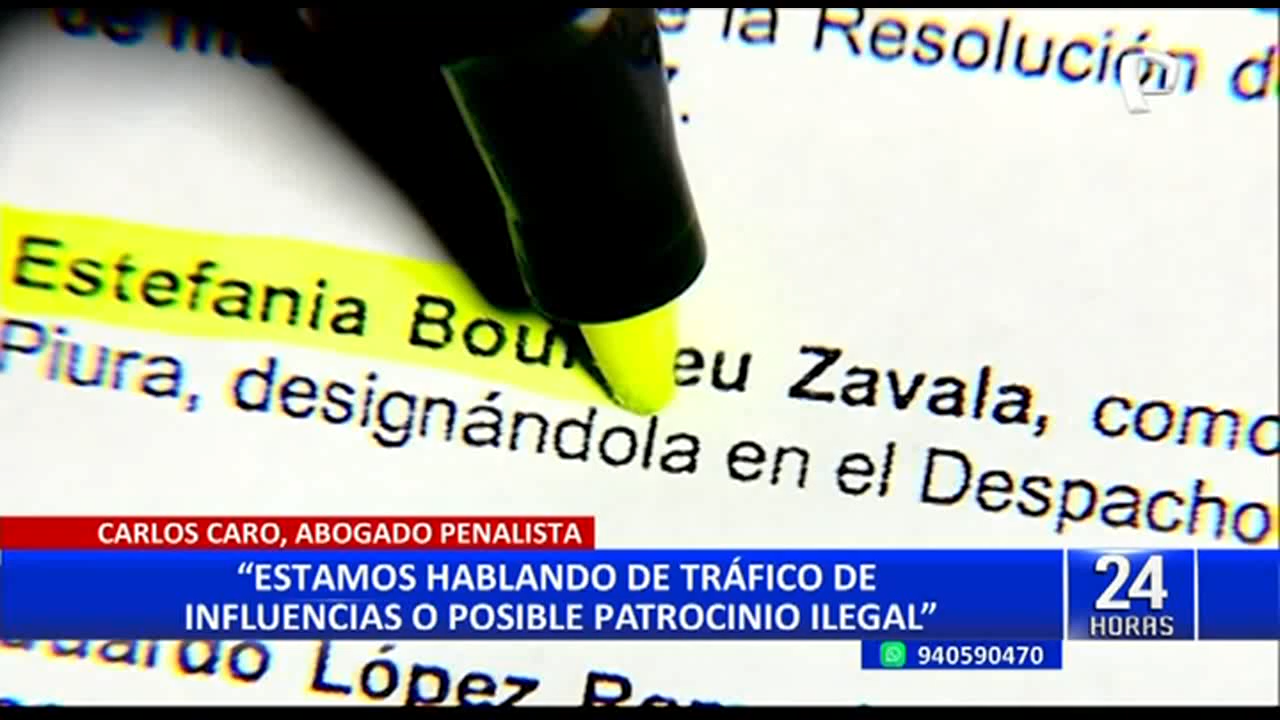 de la Resolución d
Estefania Bou eu Zavala, como
Piura, designándola en el Despacho
CARLOS CARO, ABOGADO PENALISTA
“ESTAMOS HABLANDO DE TRÁFICO DE
INFLUENCIAS O POSIBLE PATROCINIO ILEGAL”
24
HORAS
940590470
López